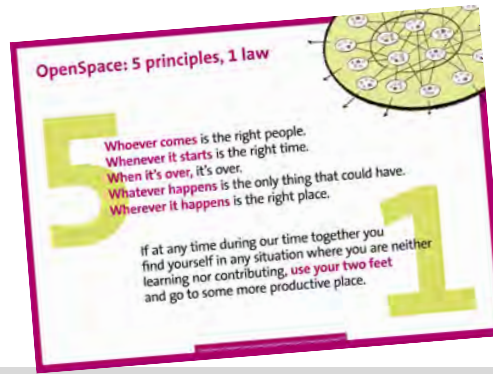 OpenSpace: 5 principles, 1 law
5
Whoever comes is the right people.
Whenever it starts is the right time.
When it's over, it's over.
Whatever happens is the only thing that could have.
Wherever it happens is the right place.
1
If at any time during our time together you
find yourself in any situation where you are neither
learning nor contributing, use your two feet
and go to some more productive place.